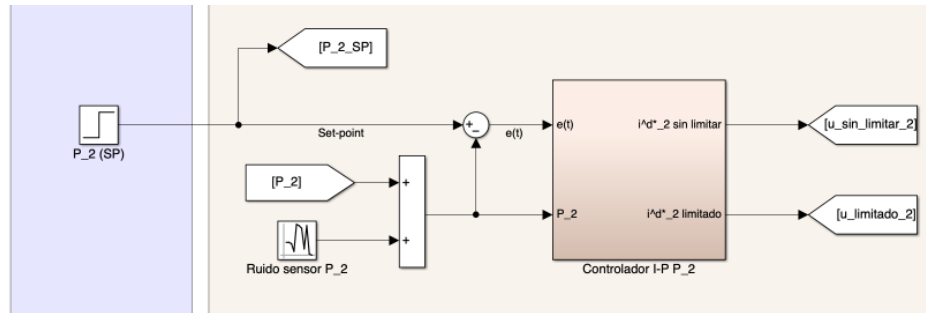 [P_2_SP]
P_2 (SP)
Set-point
+
−
e(t)
e(t)
i^d*_2 sin limitar
[u_sin_limitar_2]
[P_2]
+
+
Ruido sensor P_2
P_2
i^d*_2 limitado
[u_limitado_2]
Controlador I-P P_2